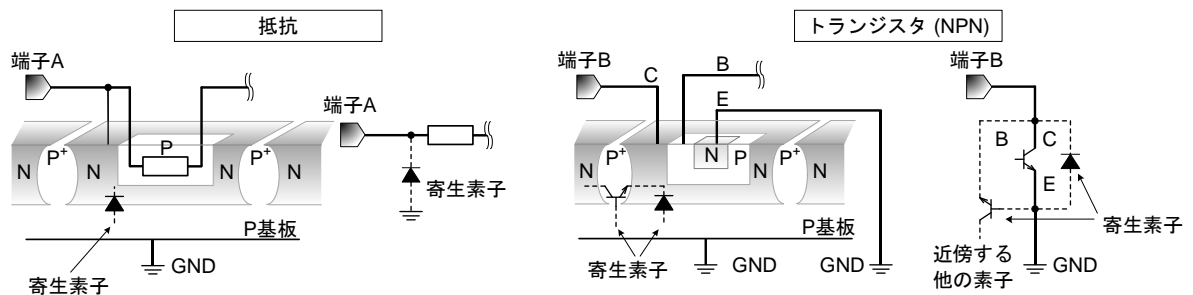 抵抗
トランジスタ (NPN)
端子A
端子A
N
P+
N
P
N
P+
N
寄生素子
P基板
GND
寄生素子
端子B
C
B
E
N
P+
N
N
P
N
P+
N
P基板
寄生素子
GND
GND
端子B
B
C
E
寄生素子
近傍する
他の素子
GND